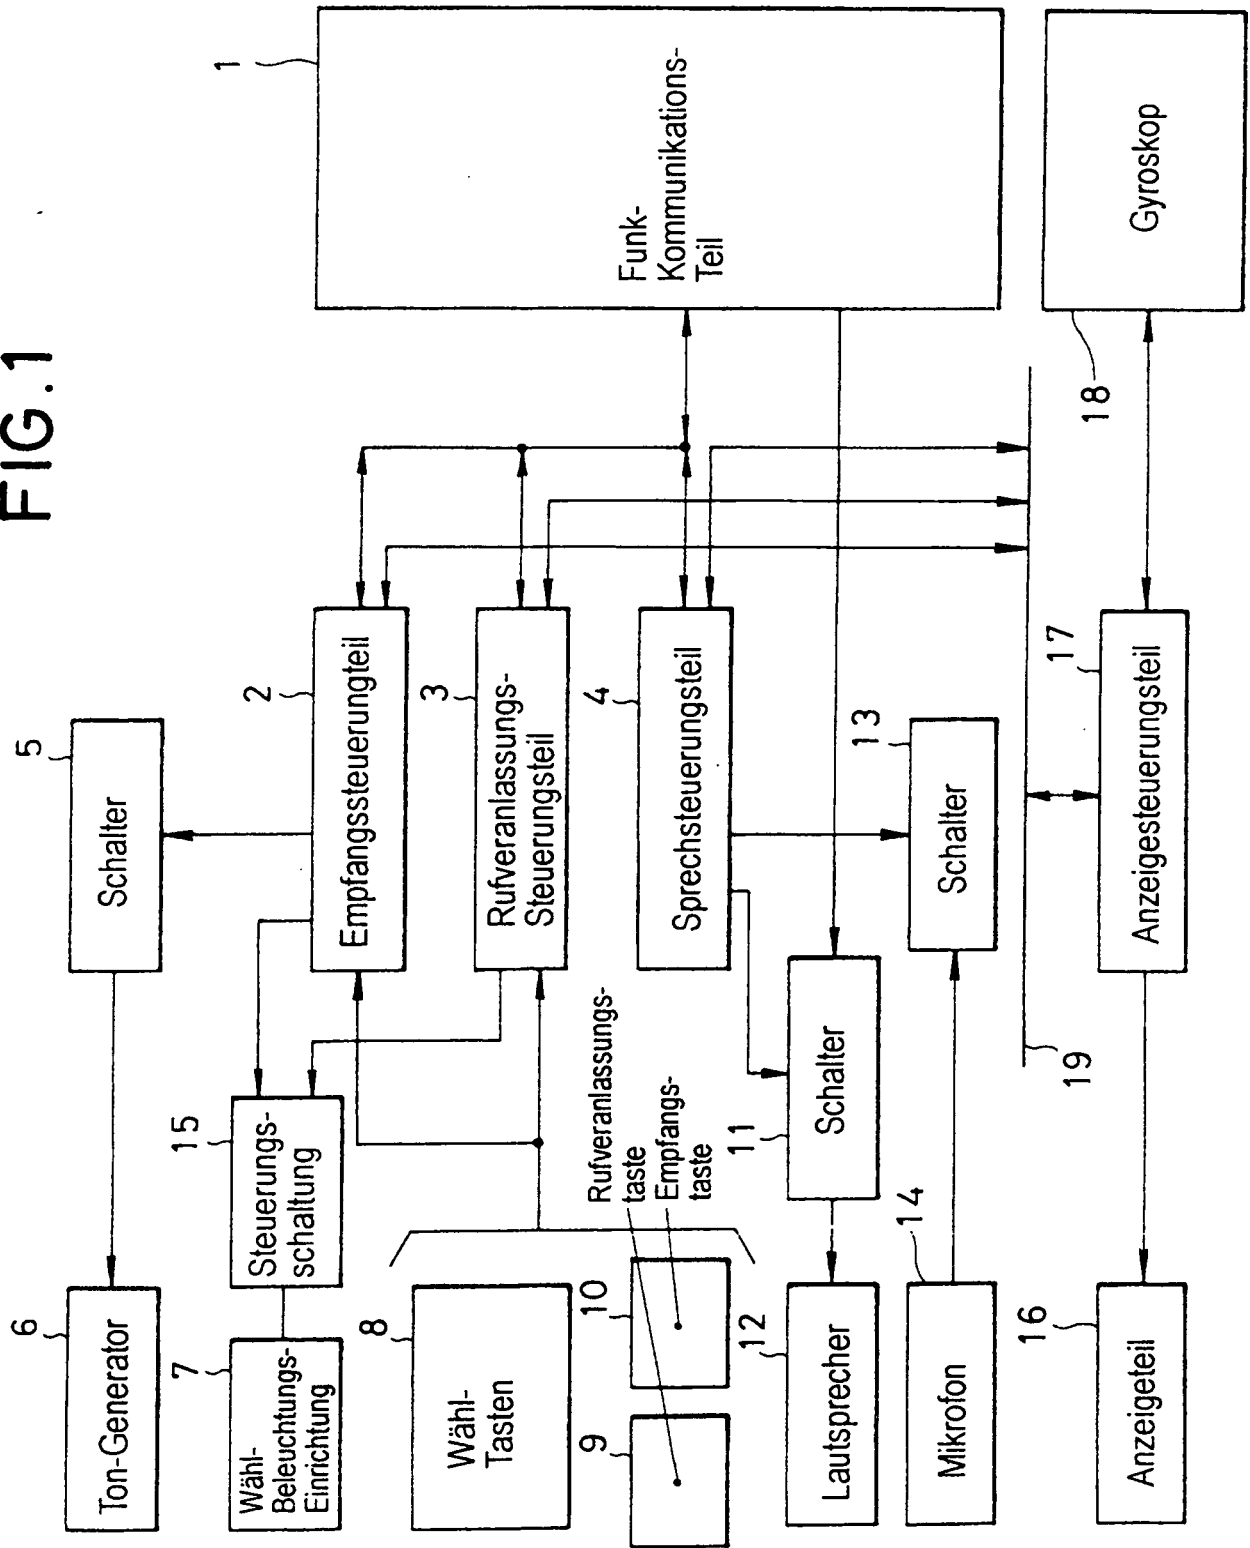 FIG.1
1
Funk-
Kommunikations-
Teil
Gyroskop
18
5
Schalter
2
Empfangssteuerungteil
3
Rufveranlassungs-
Steuerungsteil
4
Sprechsteuerungsteil
13
Schalter
17
Anzeigesteuerungsteil
15
Steuerungs-
schaltung
Rufveranlassungs-
taste
Empfangs-
taste
11
Schalter
19
6
Ton-Generator
7
Wähl-
Beleuchtungs-
Einrichtung
8
Wähl-
Tasten
9
10
12
Lautsprecher
14
Mikrofon
16
Anzeigeteil